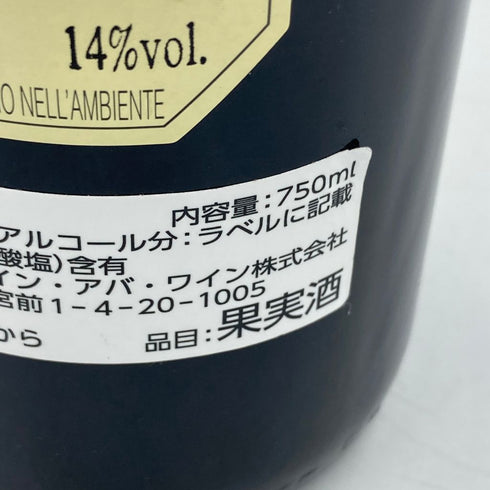 14%vol.
O NELL'AMBIENTE
内容量:750ml
アルコール分:ラベルに記載
酸塩)含有
イン・アバ・ワイン株式会社
宮前1-4-20-1005
から 品目:果実酒